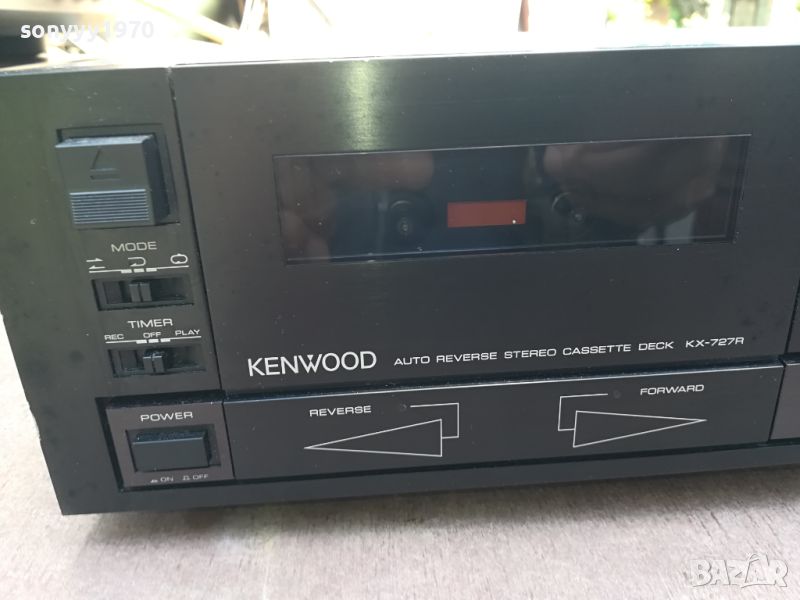 sonyyy1970
MODE
TIMER
REC OFF PLAY
KENWOOD AUTO REVERSE STEREO CASSETTE DECK KX-727R
POWER
ON OFF
REVERSE
FORWARD
BAZAR